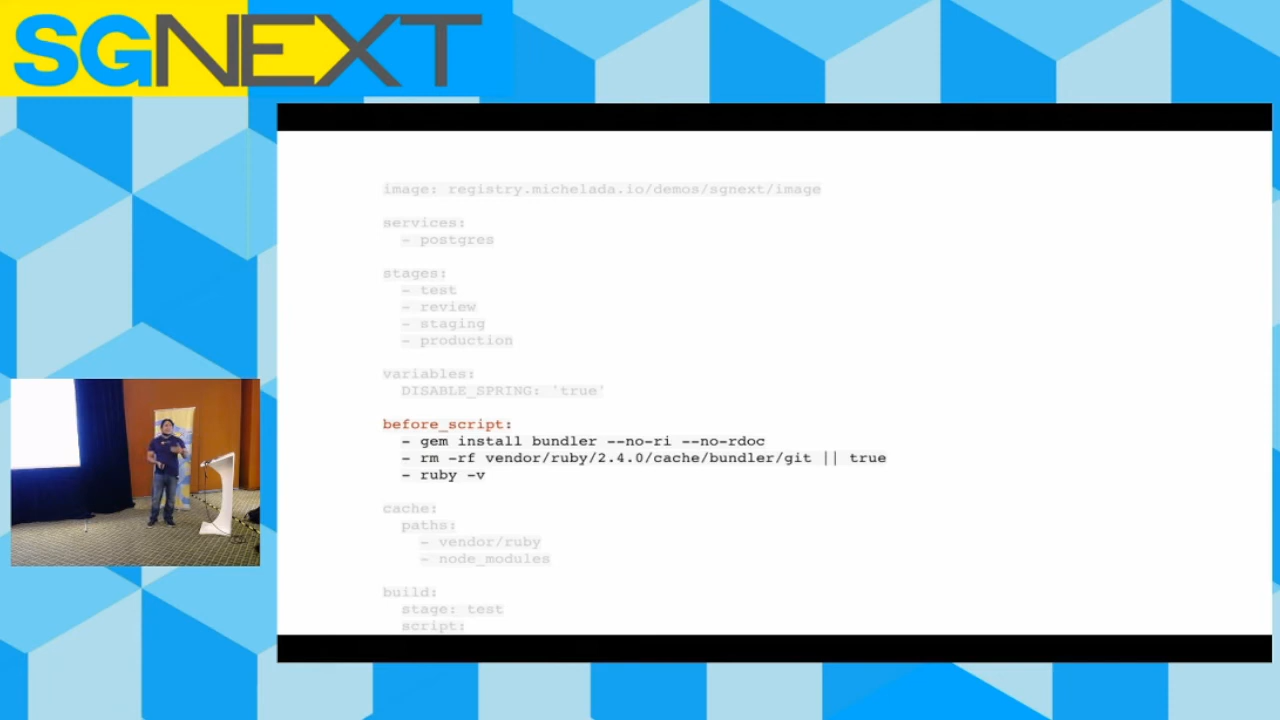 SGNEXT
image: registry.michelada.io/demos/sgnext/image
services:
- postgres
stages:
- test
- review
- staging
- production
variables:
DISABLE_SPRING: 'true'
before_script:
- gem install bundler --no-ri --no-rdoc
- rm -rf vendor/ruby/2.4.0/cache/bundler/git || true
- ruby -v
cache:
paths:
- vendor/ruby
- node_modules
build:
stage: test
script: